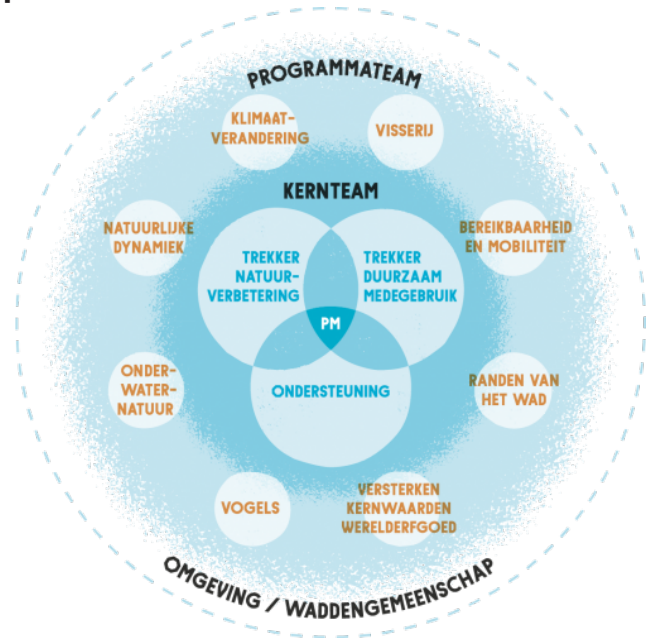 PROGRAMMATEAM
KLIMAAT-
VERANDERING
VISSERIJ
KERNTEAM
NATUURLIJKE
DYNAMIEK
BEREIKBAARHEID
EN MOBILITEIT
TREKKER
NATUUR-
VERBETERING
TREKKER
DUURZAAM
MEDEGEBRUIK
PM
ONDER-
WATER-
NATUUR
ONDERSTEUNING
RANDEN VAN
HET WAD
VOGELS
VERSTERKEN
KERNWAARDEN
WERELDERFGOED
OMGEVING / WADDENGEMEENSCHAP